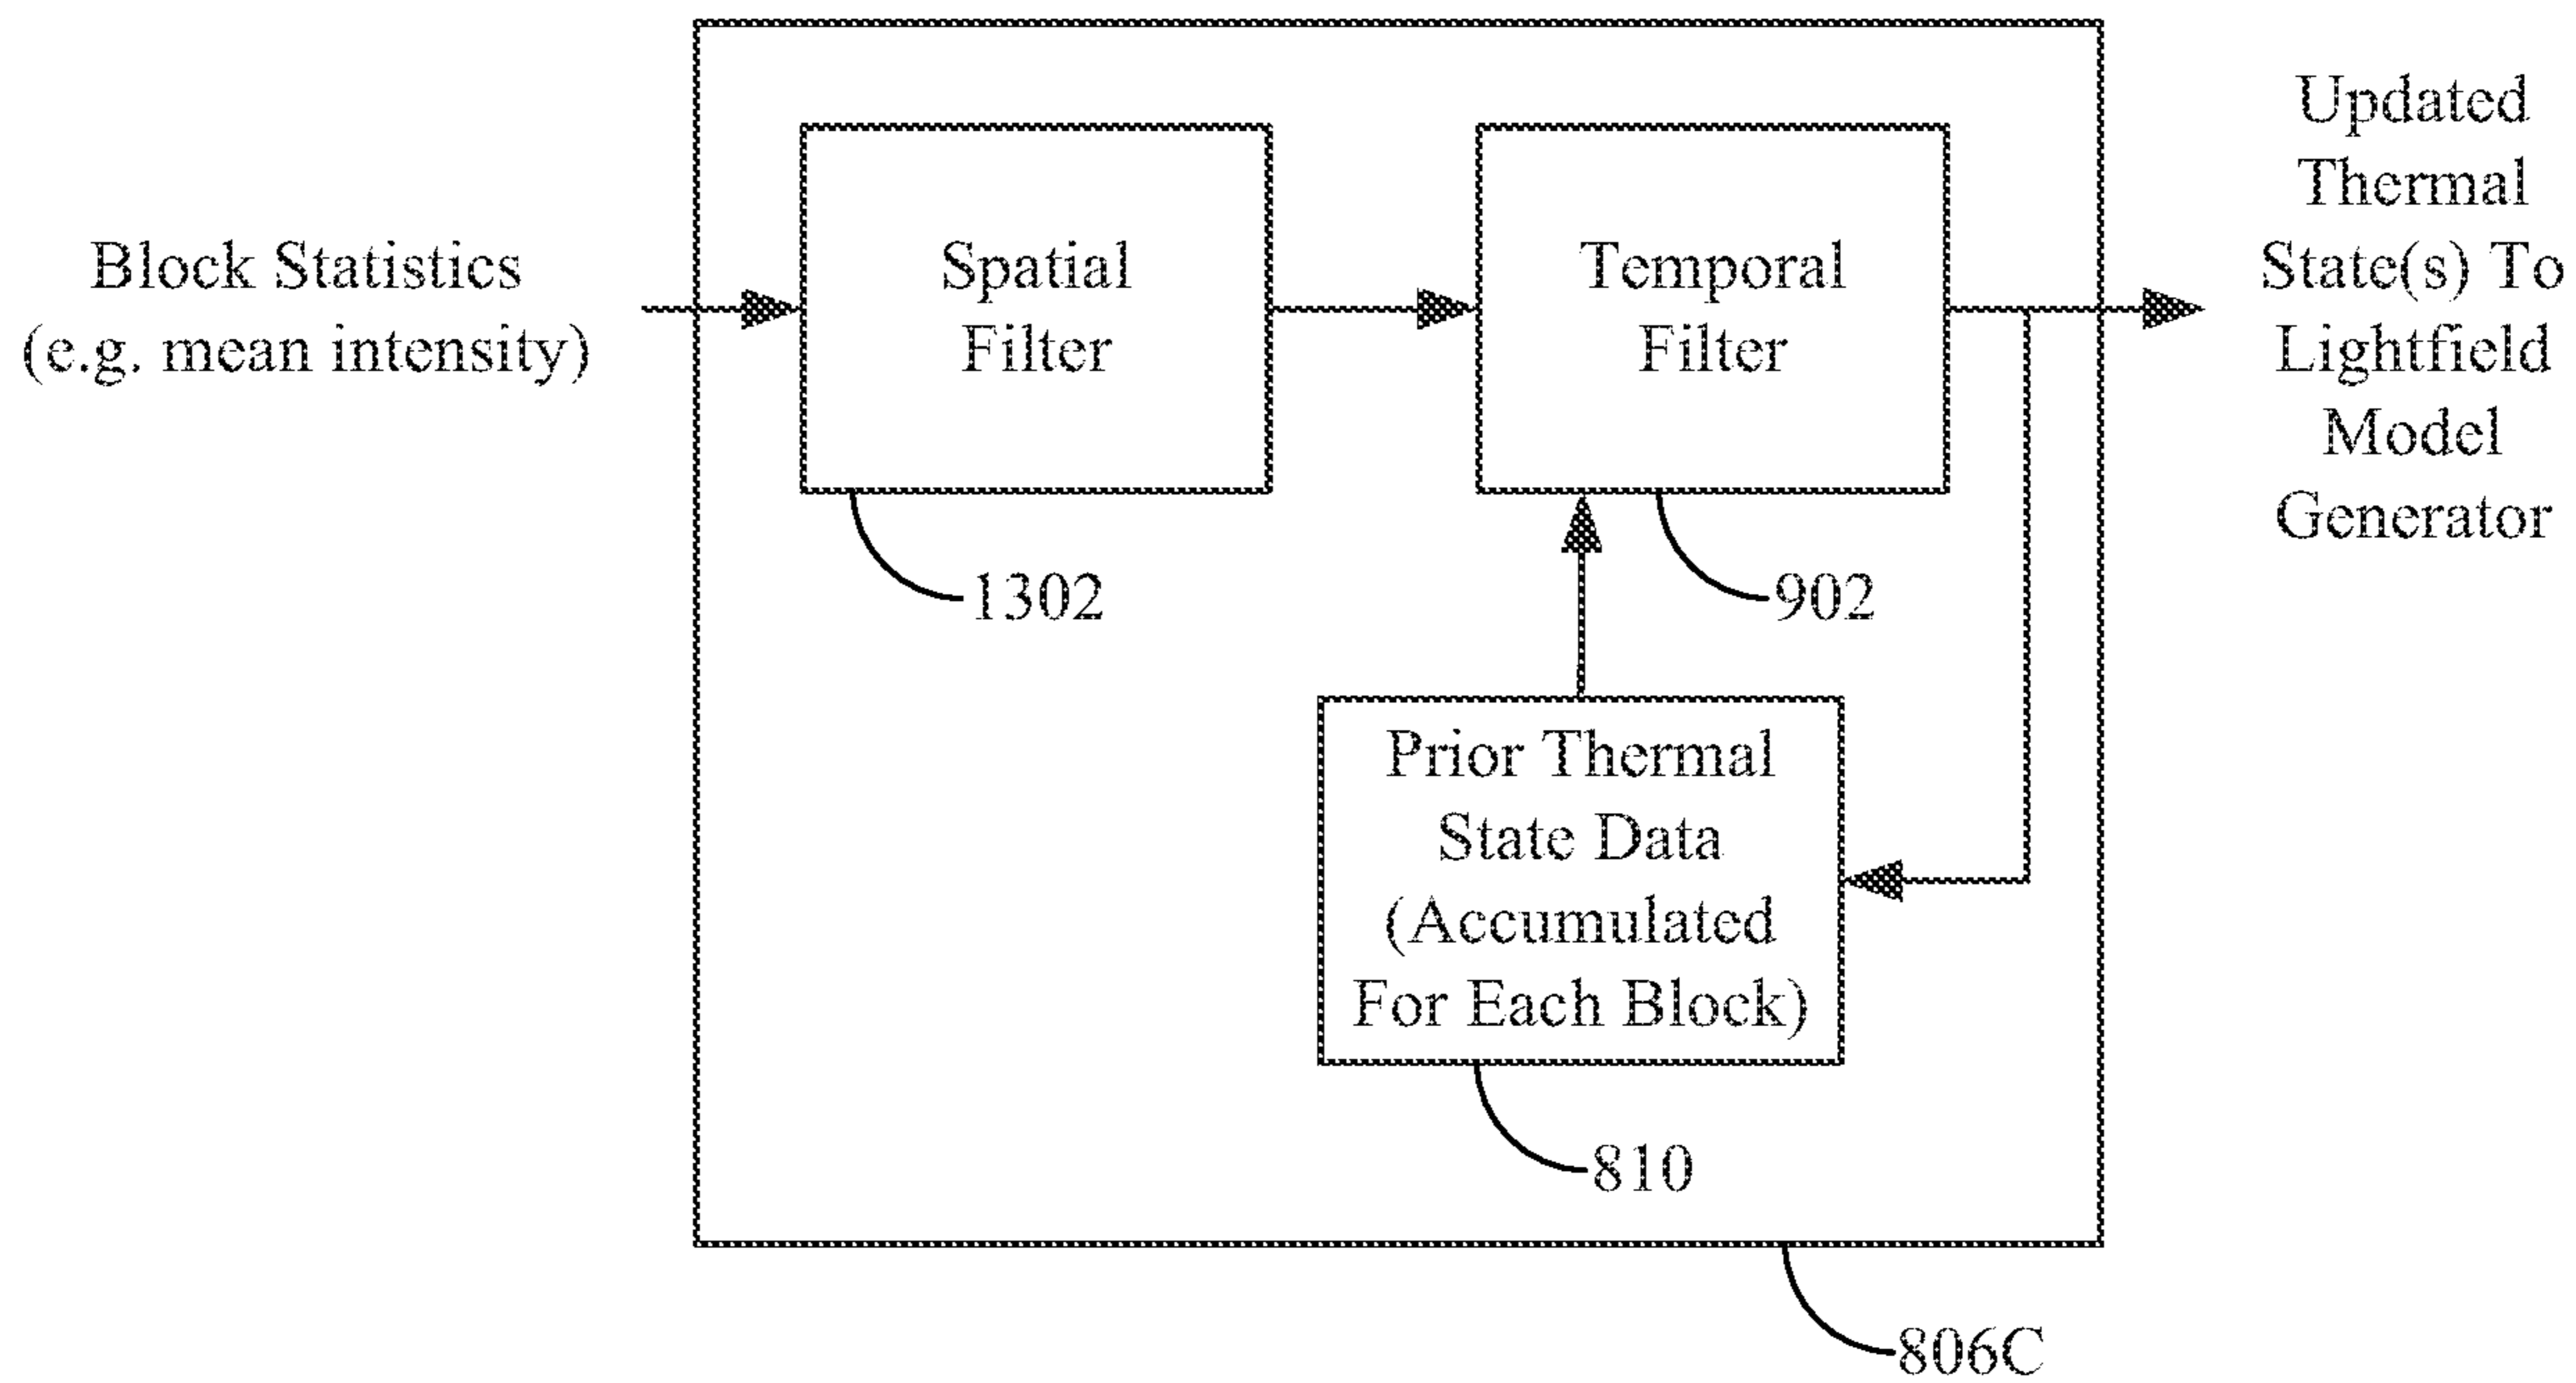 Block Statistics
(e.g. mean intensity)
Spatial
Filter
1302
Temporal
Filter
902
Prior Thermal
State Data
(Accumulated
For Each Block)
810
806C
Updated
Thermal
State(s) To
Lightfield
Model
Generator